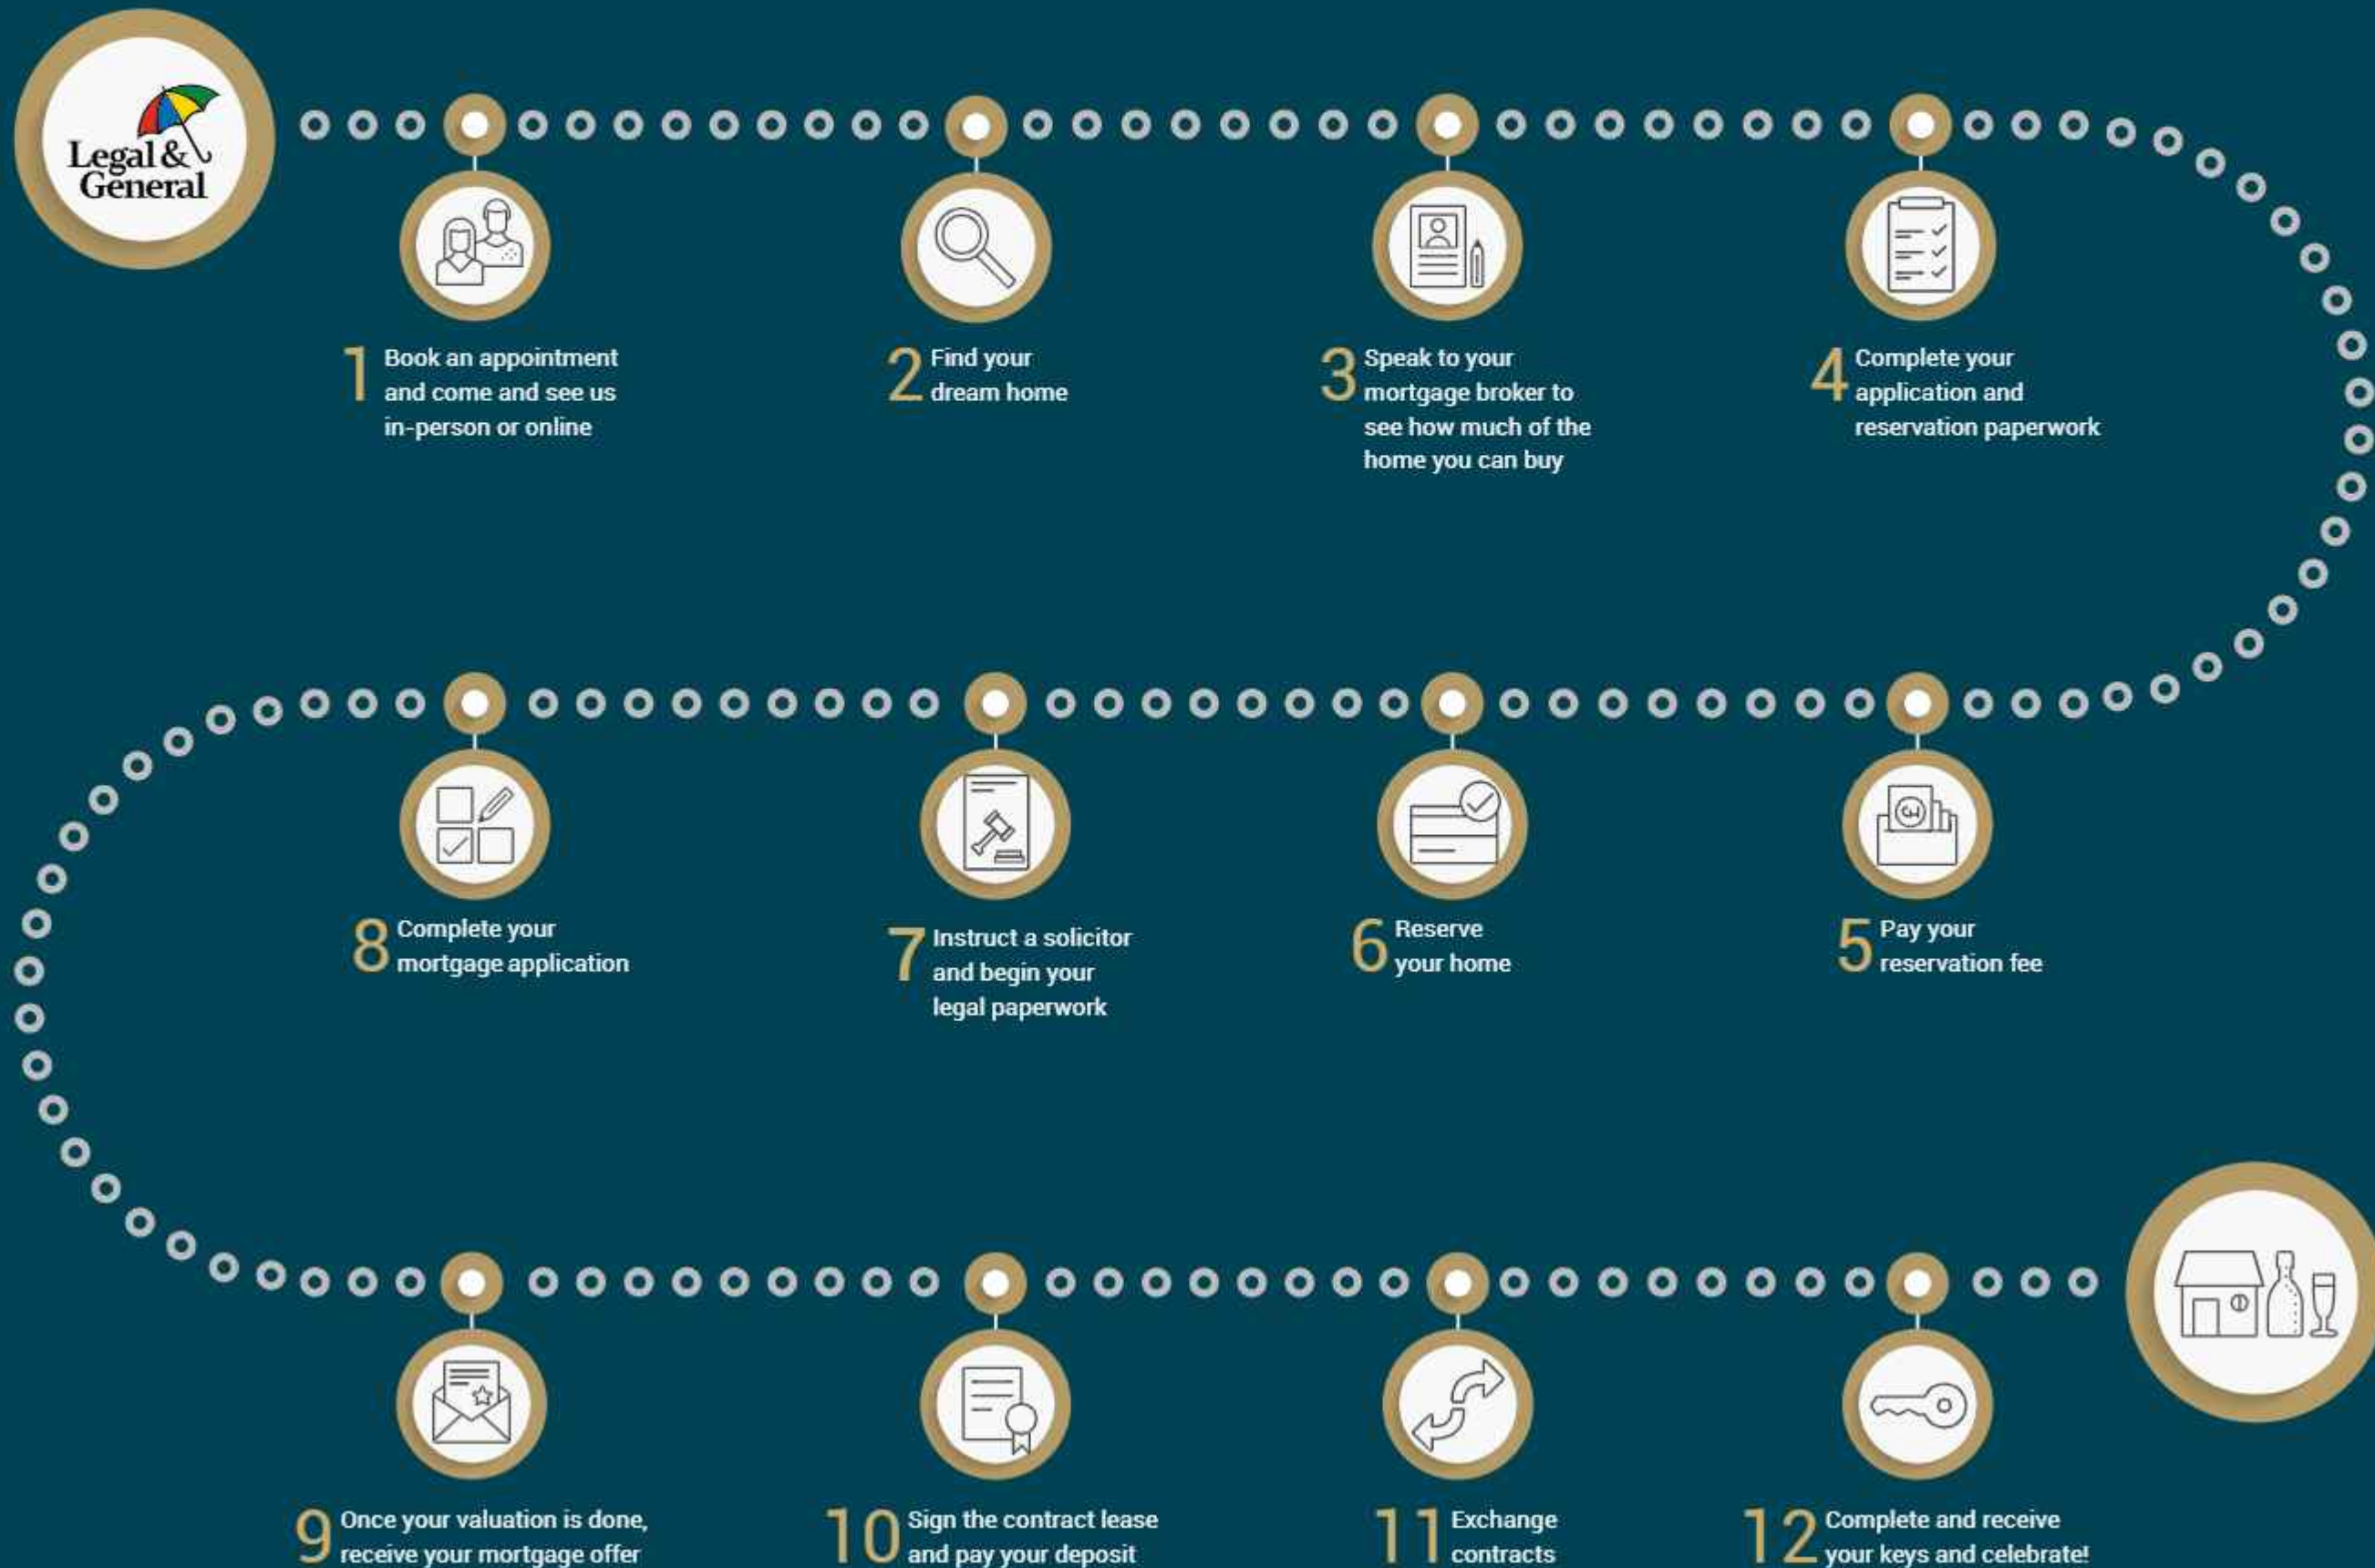 Legal &
General
1 Book an appointment
and come and see us
in-person or online
2 Find your
dream home
3 Speak to your
mortgage broker to
see how much of the
home you can buy
4 Complete your
application and
reservation paperwork
5 Pay your
reservation fee
6 Reserve
your home
7 Instruct a solicitor
and begin your
legal paperwork
8 Complete your
mortgage application
9 Once your valuation is done,
receive your mortgage offer
10 Sign the contract lease
and pay your deposit
11 Exchange
contracts
12 Complete and receive
your keys and celebrate!